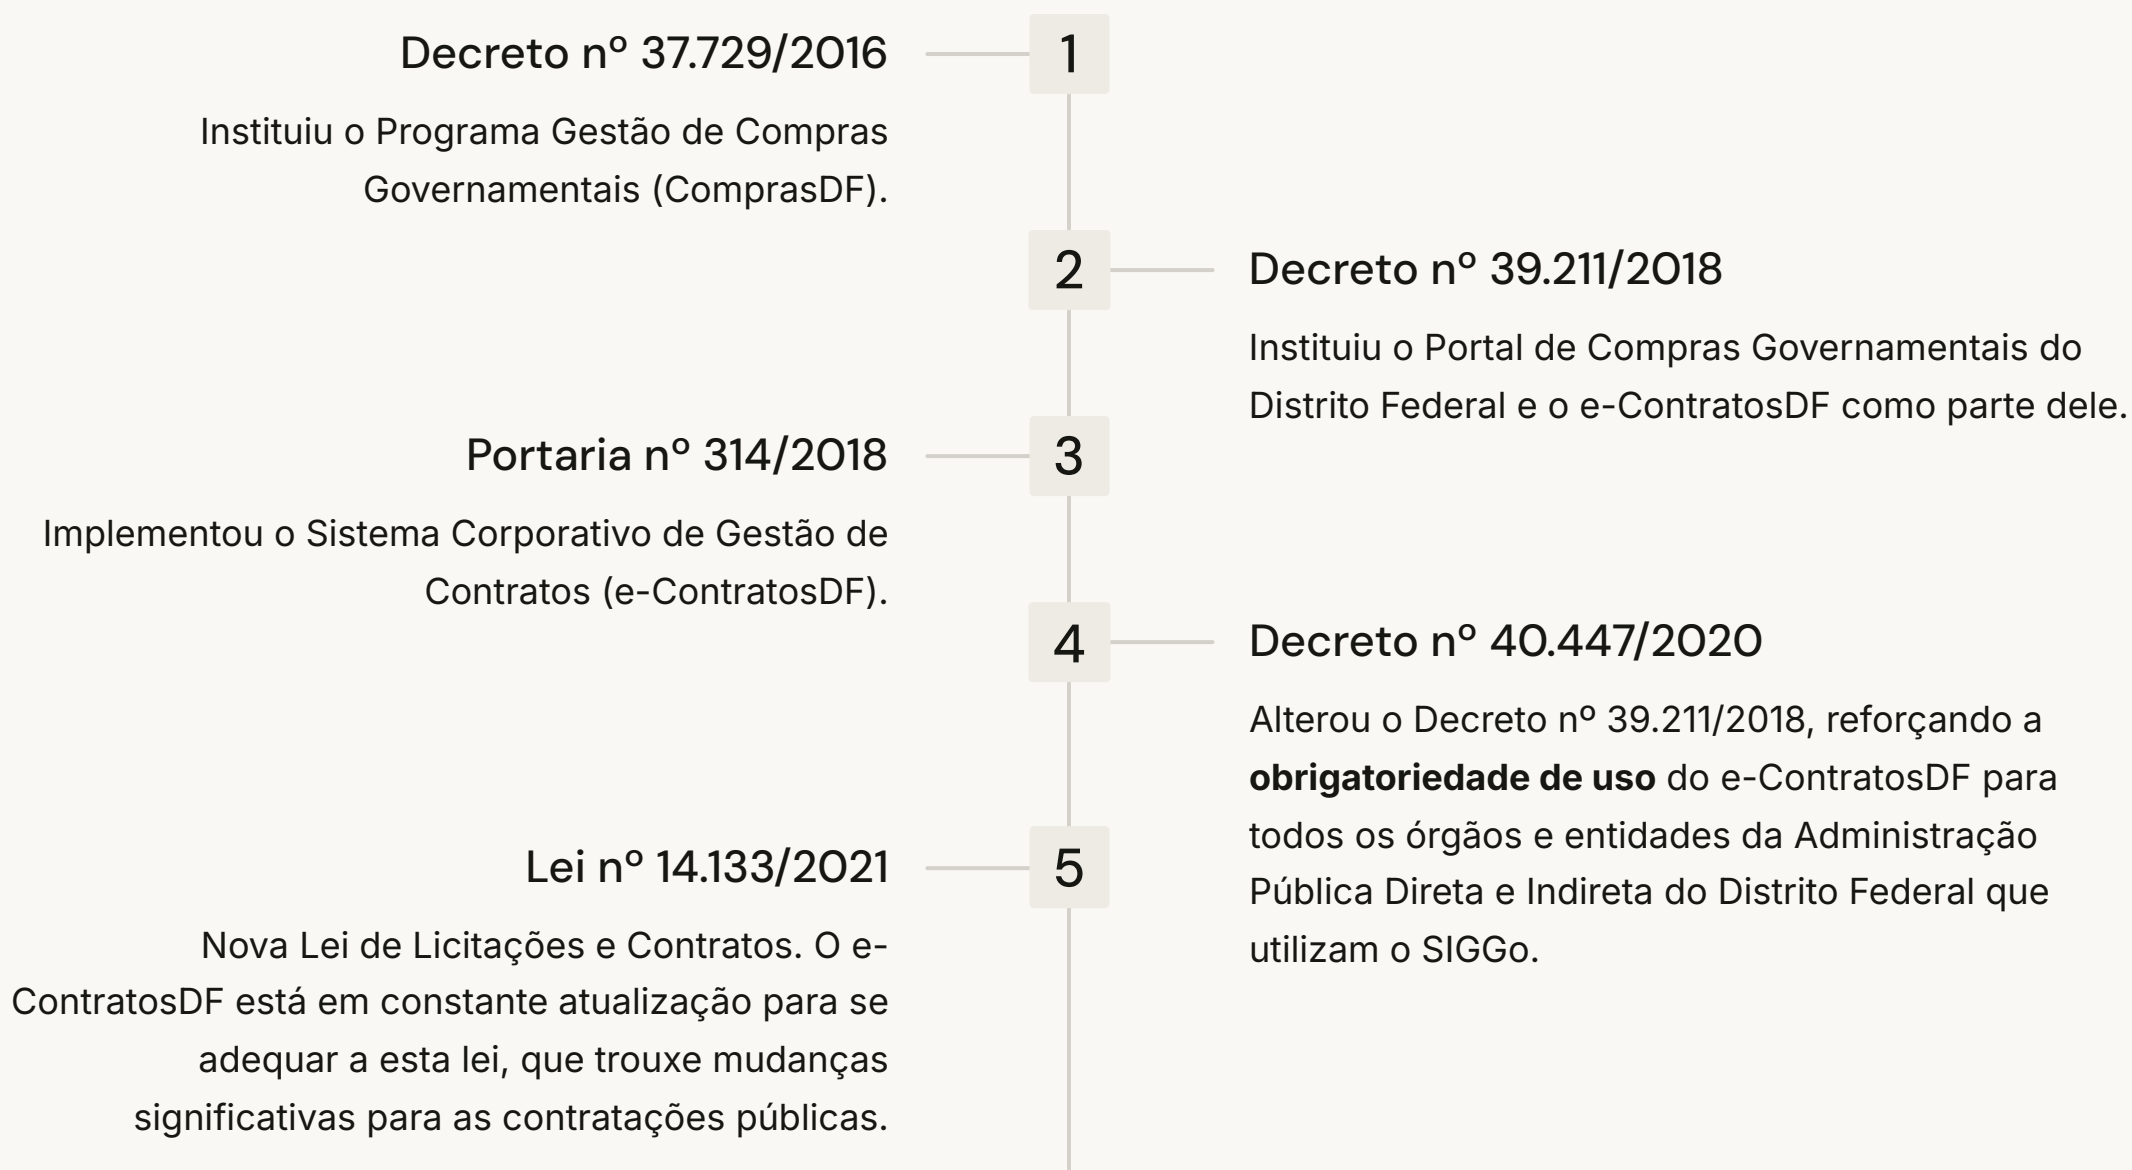 Decreto nº 37.729/2016
1
Instituiu o Programa Gestão de Compras
Governamentais (ComprasDF).
2
Decreto nº 39.211/2018
Instituiu o Portal de Compras Governamentais do
Distrito Federal e o e-ContratosDF como parte dele.
Portaria nº 314/2018
3
Implementou o Sistema Corporativo de Gestão de
Contratos (e-ContratosDF).
4
Decreto nº 40.447/2020
Alterou o Decreto nº 39.211/2018, reforçando a
obrigatoriedade de uso do e-ContratosDF para
todos os órgãos e entidades da Administração
Pública Direta e Indireta do Distrito Federal que
utilizam o SIGGo.
Lei nº 14.133/2021
5
Nova Lei de Licitações e Contratos. O e-
ContratosDF está em constante atualização para se
adequar a esta lei, que trouxe mudanças
significativas para as contratações públicas.